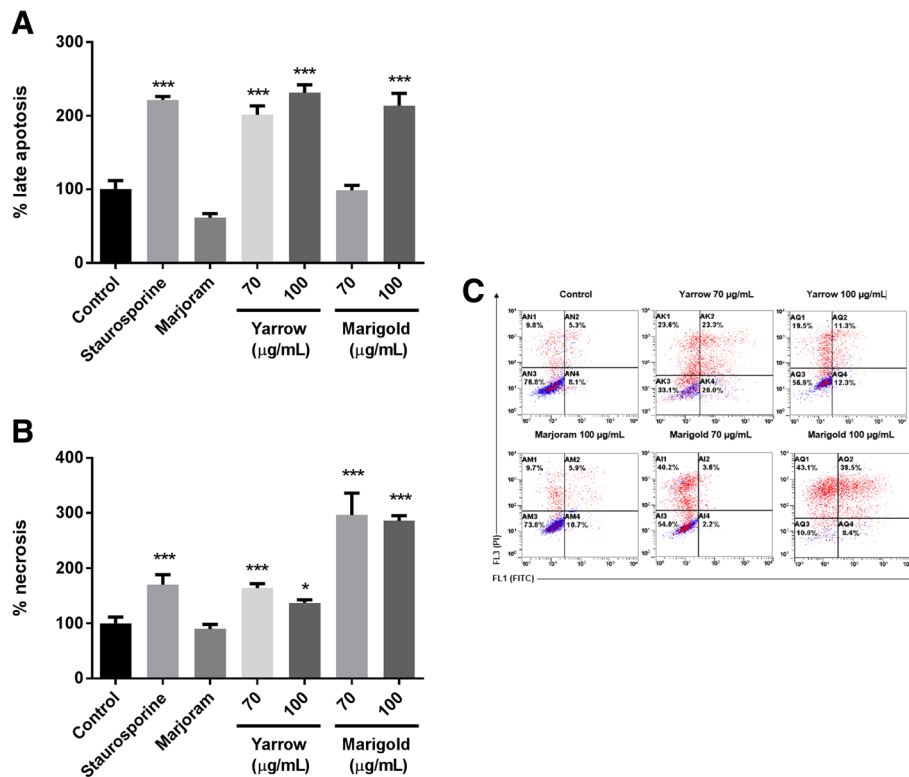 A
% late apotosis
300
200
100
0
***
***
***
***
Control
Staurosporine
Marjoram
70
100
70
100
Yarrow
(μg/mL)
Marigold
(μg/mL)
B
% necrosis
400
300
200
100
0
***
***
*
***
***
Control
Staurosporine
Marjoram
70
100
70
100
Yarrow
(μg/mL)
Marigold
(μg/mL)
C
Control
Yarrow 70 μg/mL
Yarrow 100 μg/mL
AN1
9.8%
AN2
5.3%
AN3
76.8%
AN4
8.1%
AK1
23.6%
AK2
23.3%
AK3
33.1%
AK4
20.0%
AQ1
19.5%
AQ2
11.3%
AQ3
56.9%
AQ4
12.3%
Marjoram 100 μg/mL
Marigold 70 μg/mL
Marigold 100 μg/mL
AM1
9.7%
AM2
5.9%
AM3
73.8%
AM4
10.7%
AI1
40.2%
AI2
3.6%
AI3
54.0%
AI4
2.2%
AQ1
43.1%
AQ2
38.5%
AQ3
10.0%
AQ4
8.4%
FL3 (PI)
FL1 (FITC)